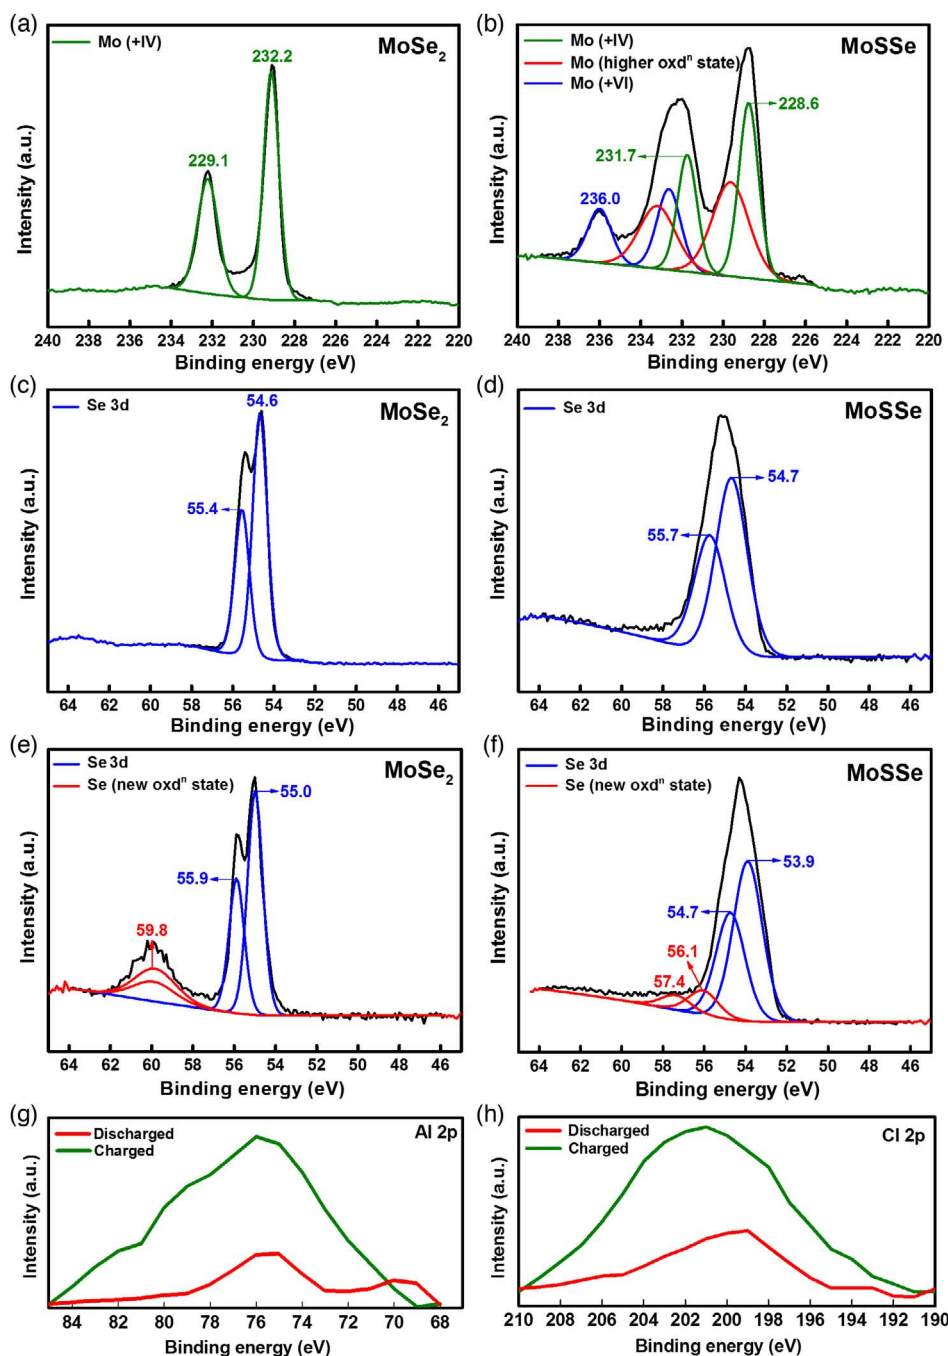 (a)
Mo (+IV)
MoSe₂
232.2
229.1
Intensity (a.u.)
240 238 236 234 232 230 228 226 224 222 220
Binding energy (eV)
(b)
Mo (+IV)
Mo (higher oxdⁿ state)
Mo (+VI)
MoSSe
228.6
231.7
236.0
Intensity (a.u.)
240 238 236 234 232 230 228 226 224 222 220
Binding energy (eV)
(c)
Se 3d
54.6
MoSe₂
55.4
Intensity (a.u.)
64 62 60 58 56 54 52 50 48 46
Binding energy (eV)
(d)
Se 3d
MoSSe
54.7
55.7
Intensity (a.u.)
64 62 60 58 56 54 52 50 48 46
Binding energy (eV)
(e)
Se 3d
Se (new oxdⁿ state)
MoSe₂
55.0
55.9
59.8
Intensity (a.u.)
64 62 60 58 56 54 52 50 48 46
Binding energy (eV)
(f)
Se 3d
Se (new oxdⁿ state)
MoSSe
53.9
54.7
56.1
57.4
Intensity (a.u.)
64 62 60 58 56 54 52 50 48 46
Binding energy (eV)
(g)
Discharged
Charged
Al 2p
Intensity (a.u.)
84 82 80 78 76 74 72 70 68
Binding energy (eV)
(h)
Discharged
Charged
Cl 2p
Intensity (a.u.)
210 208 206 204 202 200 198 196 194 192 190
Binding energy (eV)